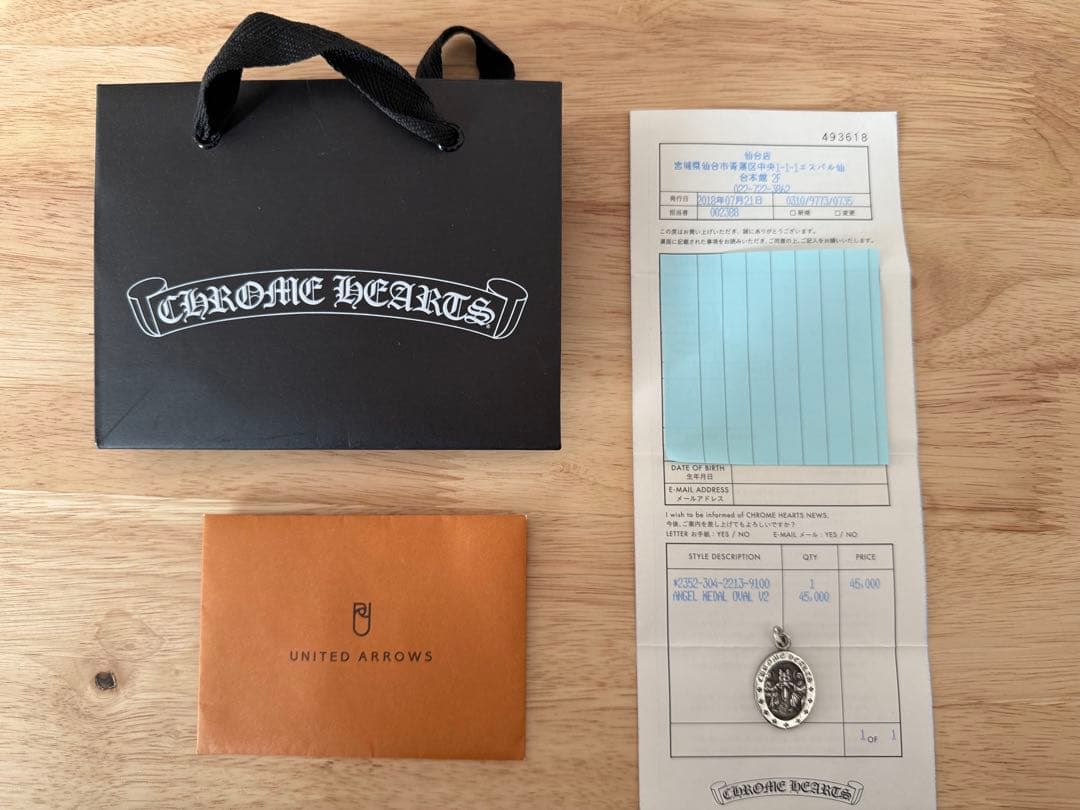 CHROME HEARTS
UNITED ARROWS
493618
仙台店
宮城県仙台市青葉区中央1-1-1エスパル仙
台本館 2F
022-722-3862
発行日 2018年07月21日 0310/9773/0735
担当者 002388 □新規 □変更
この度はお買い上げいただき、誠にありがとうございます。
裏面に記載された事項をお読みいただき、ご同意の上、ご記入をお願いいたします。
DATE OF BIRTH
生年月日
E-MAIL ADDRESS
メールアドレス
I wish to be informed of CHROME HEARTS NEWS.
今後、ご案内を差し上げてもよろしいですか？
LETTER お手紙：YES / NO E-MAIL メール：YES / NO
STYLE DESCRIPTION QTY PRICE
*2352-304-2213-9100 1 45,000
ANGEL MEDAL OVAL V2 45,000
CHROME HEARTS
1 OF 1
CHROME HEARTS